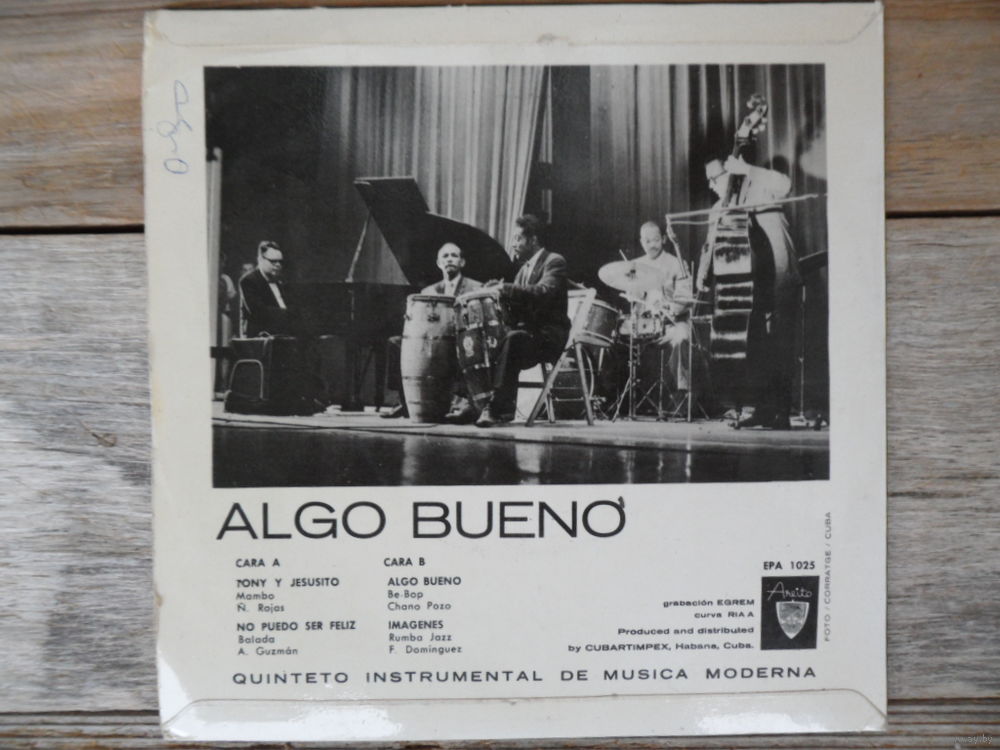 ALGO BUENO
CARA A
TONY Y JESUSITO
Mambo
Ñ. Rojas
NO PUEDO SER FELIZ
Balada
A. Guzmán
CARA B
ALGO BUENO
Be-Bop
Chano Pozo
IMAGENES
Rumba Jazz
F. Dominguez
EPA 1025
Areito
grabación EGREM
curva RIAA
Produced and distributed
by CUBARTIMPEX, Habana, Cuba.
FOTO / CORRATGE / CUBA
QUINTETO INSTRUMENTAL DE MUSICA MODERNA